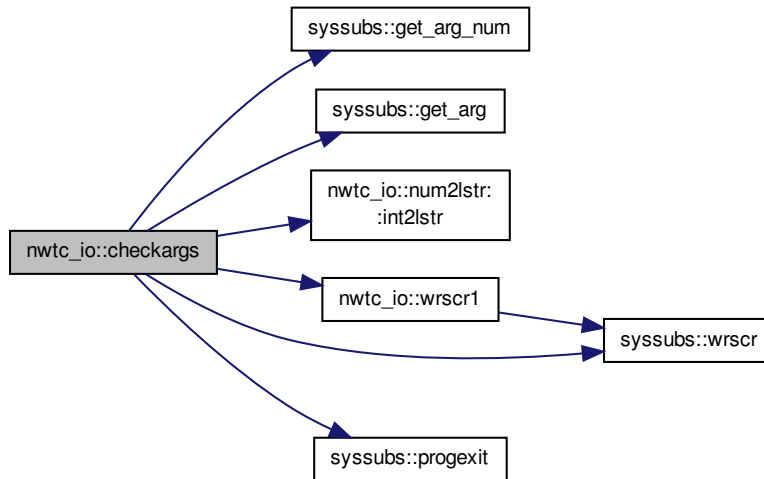 syssubs::get_arg_num
syssubs::get_arg
nwtc_io::num2lstr:
:int2lstr
nwtc_io::checkargs
nwtc_io::wrscr1
syssubs::wrscr
syssubs::progexit